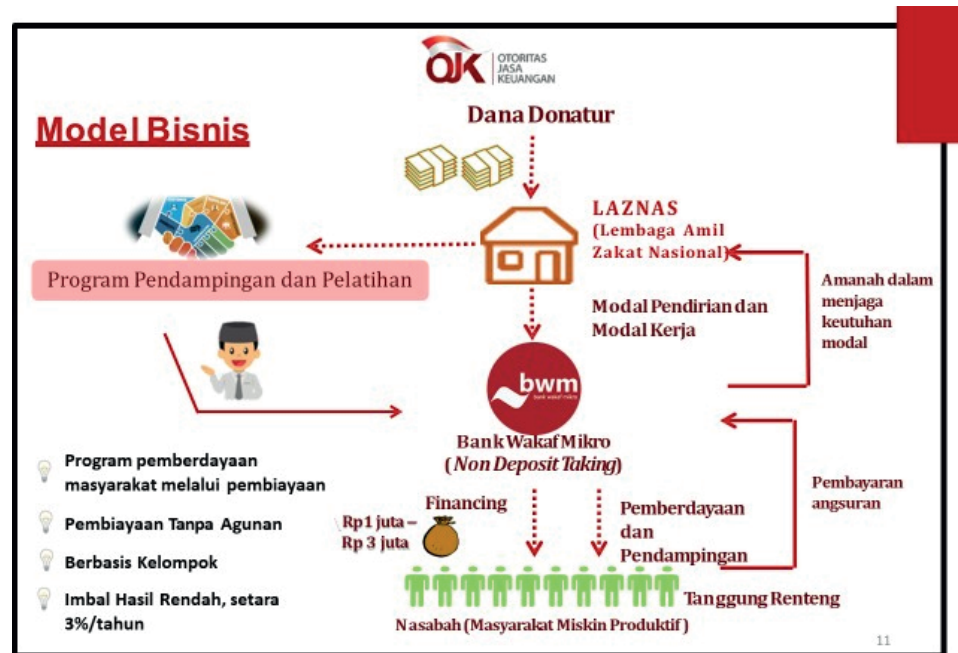 OJK
OTORITAS
JASA
KEUANGAN
Model Bisnis
Dana Donatur
LAZNAS
(Lembaga Amil
Zakat Nasional)
Program Pendampingan dan Pelatihan
Amanah dalam
menjaga
keutuhan
modal
Modal Pendirian dan
Modal Kerja
bwm
bank wakaf mikro
Bank Wakaf Mikro
(Non Deposit Taking)
Program pemberdayaan
masyarakat melalui pembiayaan
Pembiayaan Tanpa Agunan
Berbasis Kelompok
Imbal Hasil Rendah, setara
3%/tahun
Financing
Rp1 juta –
Rp 3 juta
Pemberdayaan
dan
Pendampingan
Pembayaran
angsuran
Tanggung Renteng
Nasabah (Masyarakat Miskin Produktif)
11